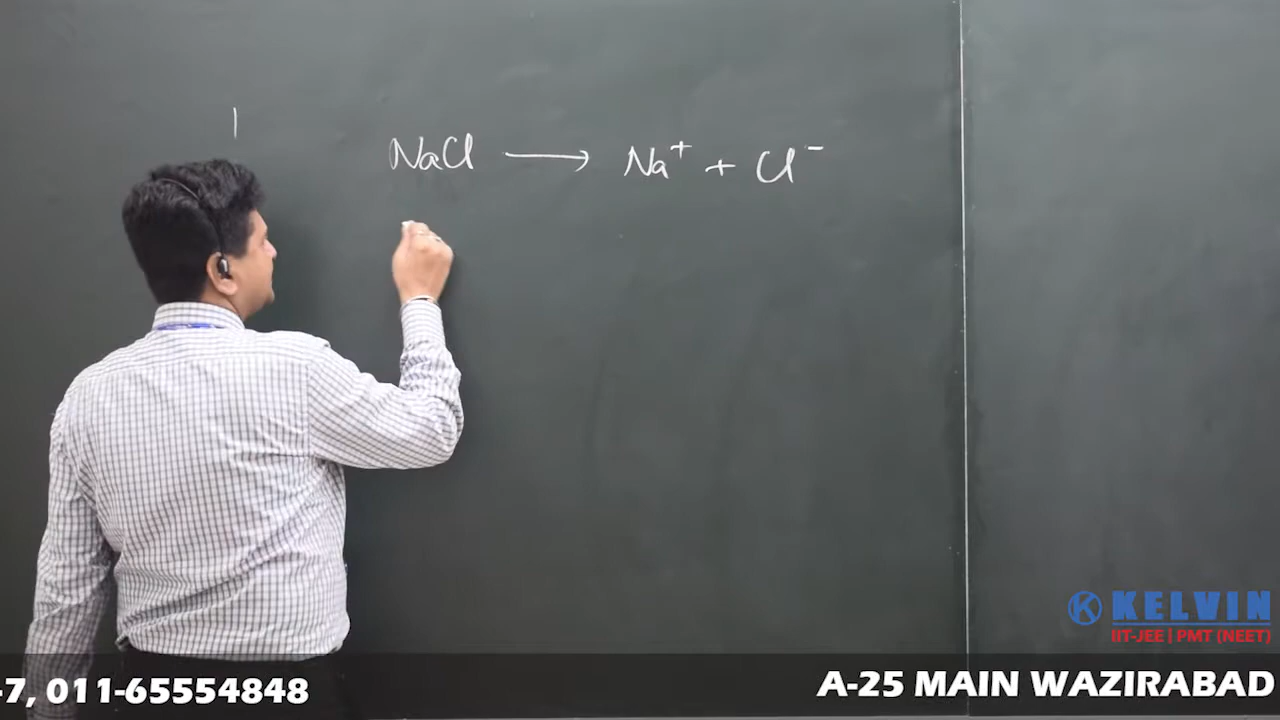 NaCl ⟶ Na⁺ + Cl⁻
KELVIN
IIT-JEE | PMT (NEET)
-7, 011-65554848
A-25 MAIN WAZIRABAD